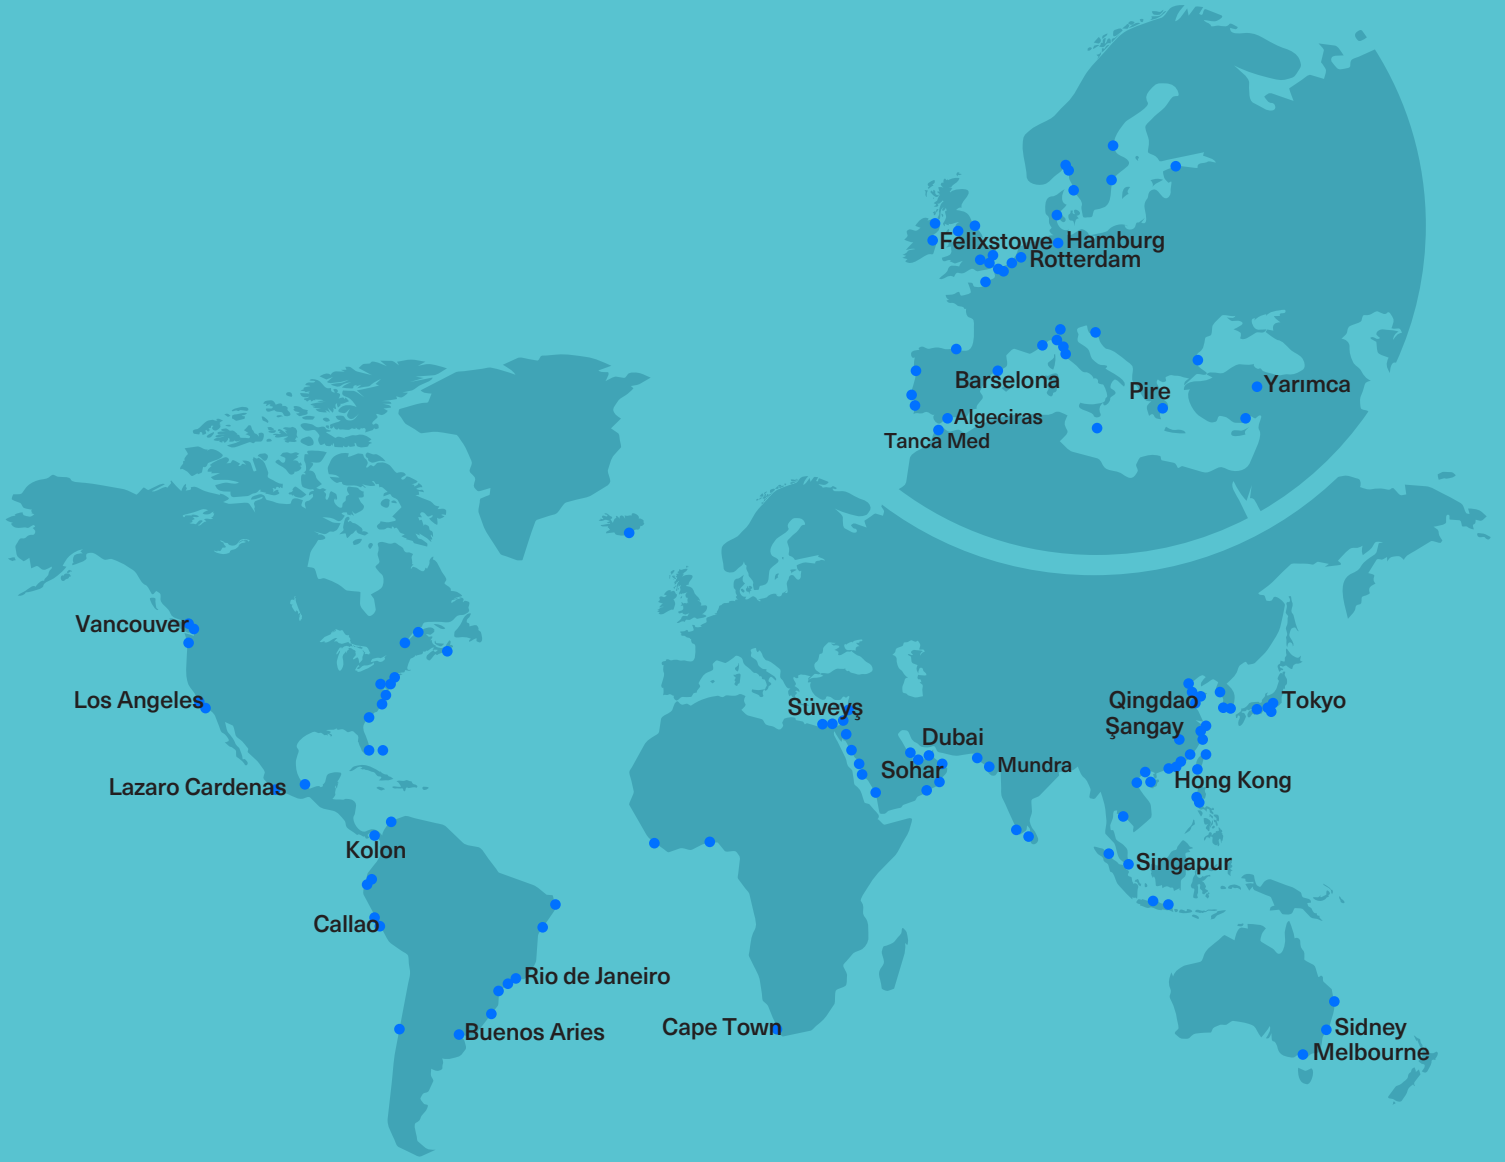 Felixstowe
Hamburg
Rotterdam
Barselona
Pire
Yarımca
Algeciras
Tanca Med
Vancouver
Los Angeles
Süveyş
Qingdao
Tokyo
Şangay
Dubai
Sohar
Mundra
Hong Kong
Lazaro Cardenas
Kolon
Singapur
Callao
Rio de Janeiro
Buenos Aries
Cape Town
Sidney
Melbourne